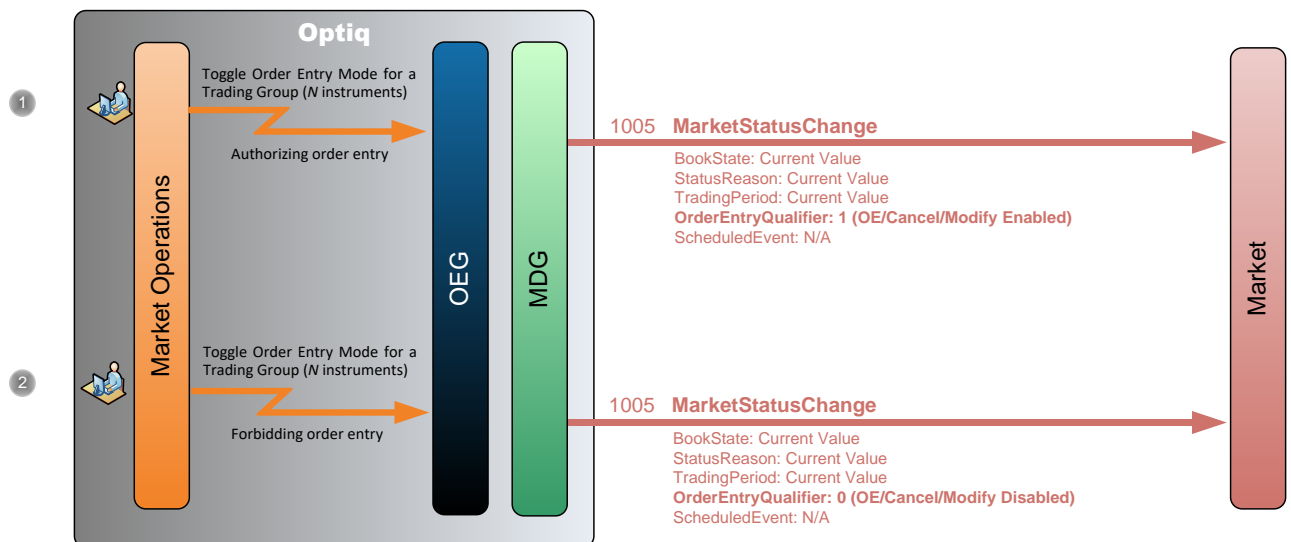 Optiq
1
Market Operations
Toggle Order Entry Mode for a
Trading Group (N instruments)
Authorizing order entry
OEG
MDG
1005 MarketStatusChange
BookState: Current Value
StatusReason: Current Value
TradingPeriod: Current Value
OrderEntryQualifier: 1 (OE/Cancel/Modify Enabled)
ScheduledEvent: N/A
Market
2
Toggle Order Entry Mode for a
Trading Group (N instruments)
Forbidding order entry
1005 MarketStatusChange
BookState: Current Value
StatusReason: Current Value
TradingPeriod: Current Value
OrderEntryQualifier: 0 (OE/Cancel/Modify Disabled)
ScheduledEvent: N/A